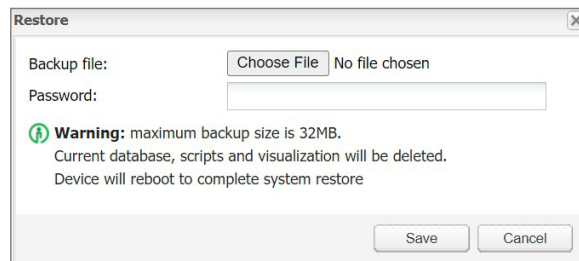 Restore
Backup file: Choose File No file chosen
Password:
Warning: maximum backup size is 32MB.
Current database, scripts and visualization will be deleted.
Device will reboot to complete system restore
Save Cancel